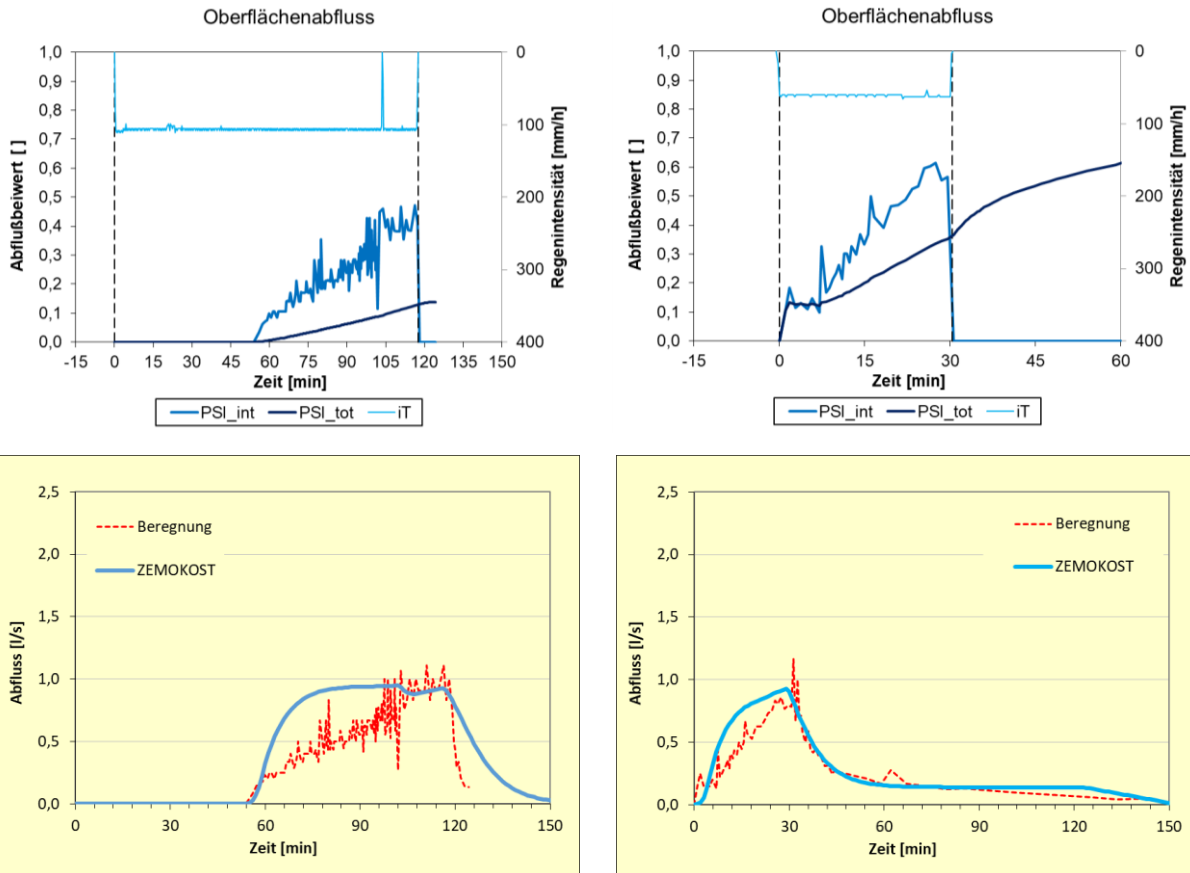 Oberflächenabfluss
1,0
0,9
0,8
0,7
0,6
0,5
0,4
0,3
0,2
0,1
0,0
Abflußbeiwert [ ]
0
100
200
300
400
Regenintensität [mm/h]
-15 0 15 30 45 60 75 90 105 120 135 150
Zeit [min]
PSI_int PSI_tot iT
Oberflächenabfluss
1,0
0,9
0,8
0,7
0,6
0,5
0,4
0,3
0,2
0,1
0,0
Abflußbeiwert [ ]
0
100
200
300
400
Regenintensität [mm/h]
-15 0 15 30 45 60
Zeit [min]
PSI_int PSI_tot iT
2,5
2,0
1,5
1,0
0,5
0,0
Abfluss [l/s]
Beregnung
ZEMOKOST
0 30 60 90 120 150
Zeit [min]
2,5
2,0
1,5
1,0
0,5
0,0
Abfluss [l/s]
Beregnung
ZEMOKOST
0 30 60 90 120 150
Zeit [min]